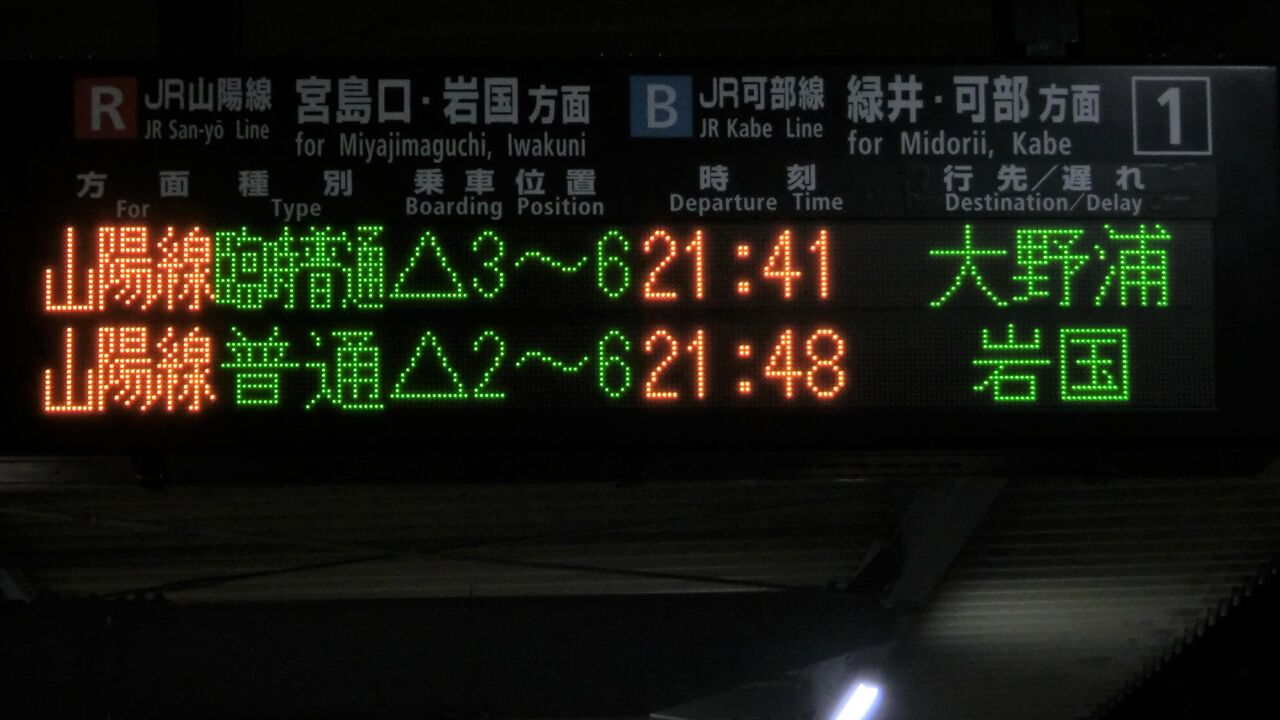 R JR山陽線 宮島口・岩国方面 B JR可部線 緑井・可部方面 1
JR San-yō Line for Miyajimaguchi, Iwakuni JR Kabe Line for Midorii, Kabe
方面 種別 乗車位置 時刻 行先/遅れ
For Type Boarding Position Departure Time Destination/Delay
山陽線 臨時普通 △3～6 21:41 大野浦
山陽線 普通 △2～6 21:48 岩国